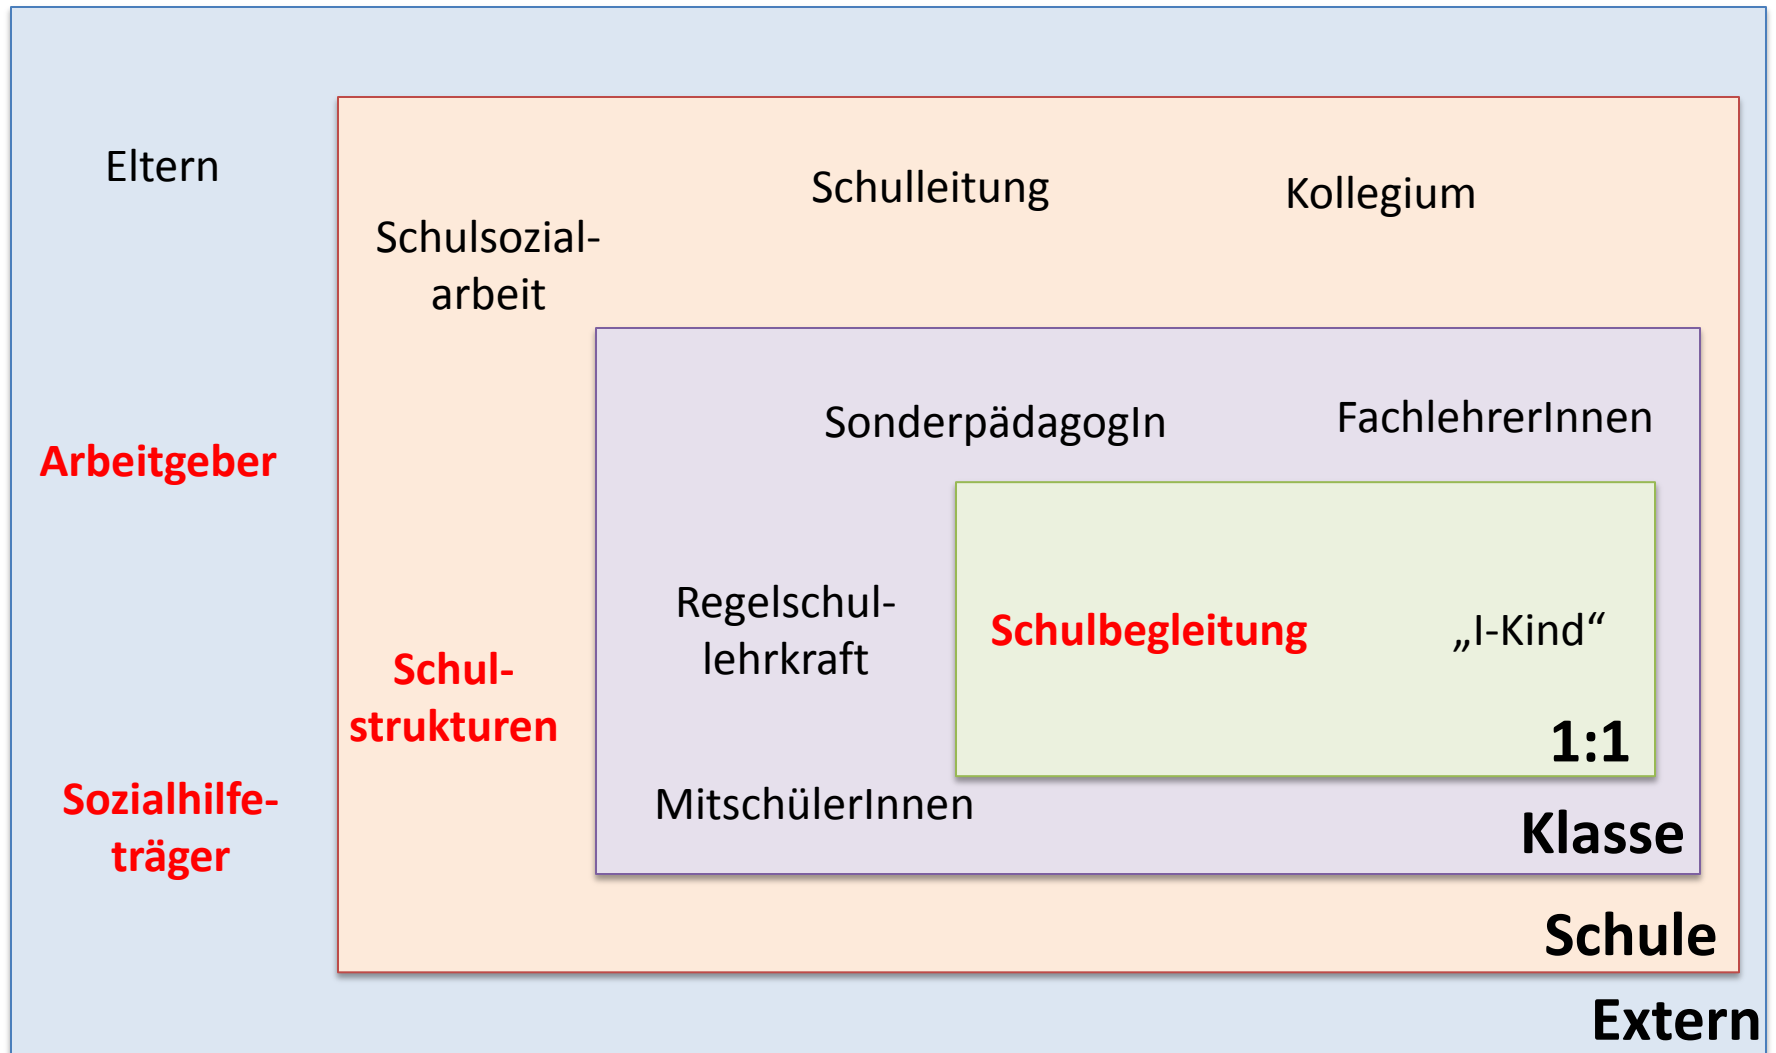 Eltern
Schulleitung
Kollegium
Schulsozial-
arbeit
SonderpädagogIn
FachlehrerInnen
Arbeitgeber
Regelschul-
lehrkraft
Schulbegleitung
„I-Kind“
Schul-
strukturen
1:1
Sozialhilfe-
träger
MitschülerInnen
Klasse
Schule
Extern